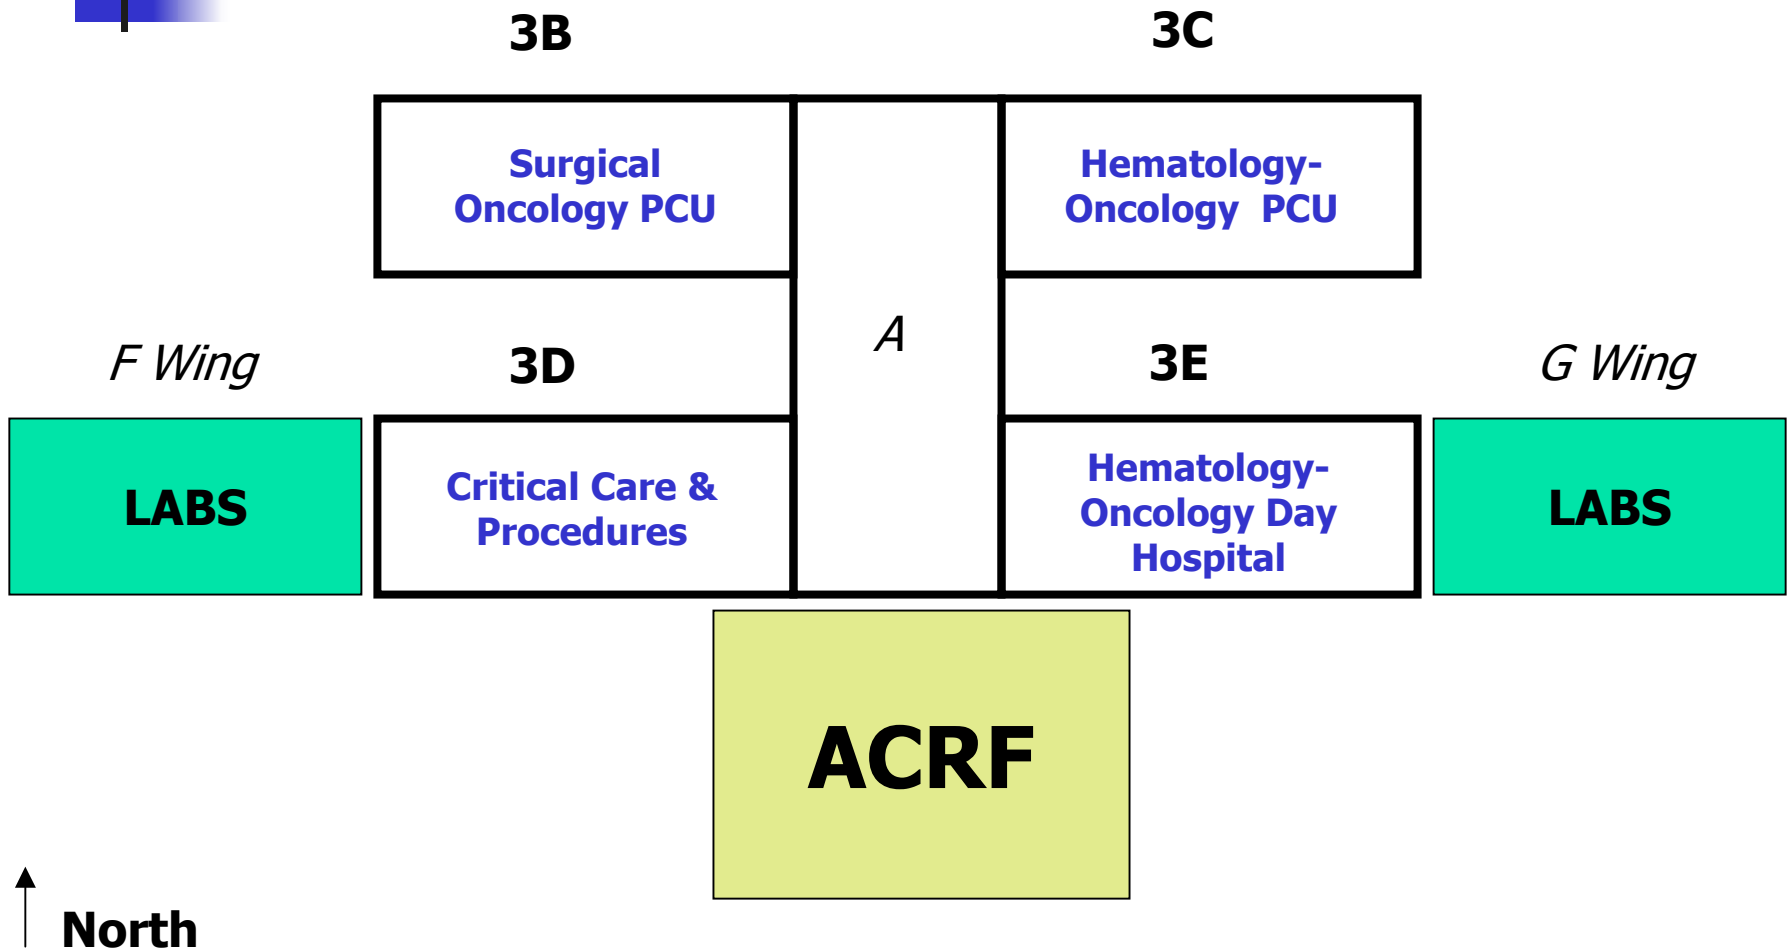 3B
3C
Surgical
Oncology PCU
Hematology-
Oncology PCU
A
F Wing
3D
3E
G Wing
LABS
Critical Care &
Procedures
Hematology-
Oncology Day
Hospital
LABS
ACRF
North